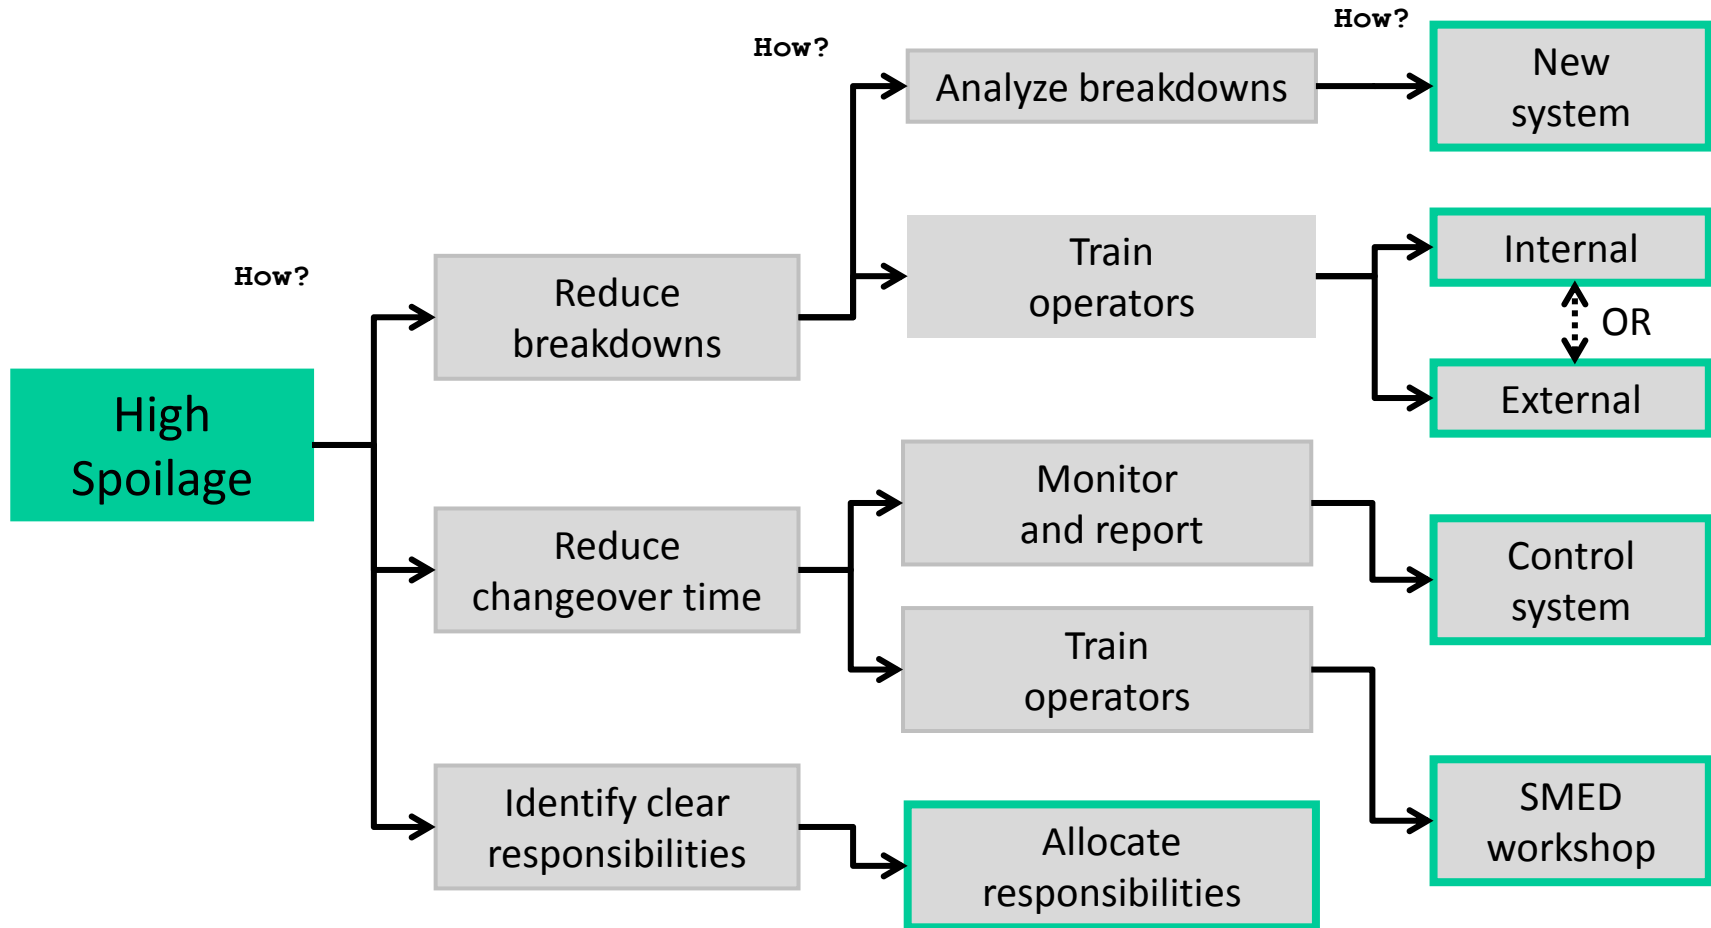 How?
How?
How?
High
Spoilage
Reduce
breakdowns
Reduce
changeover time
Identify clear
responsibilities
Analyze breakdowns
Train
operators
Monitor
and report
Train
operators
Allocate
responsibilities
New
system
Internal
OR
External
Control
system
SMED
workshop